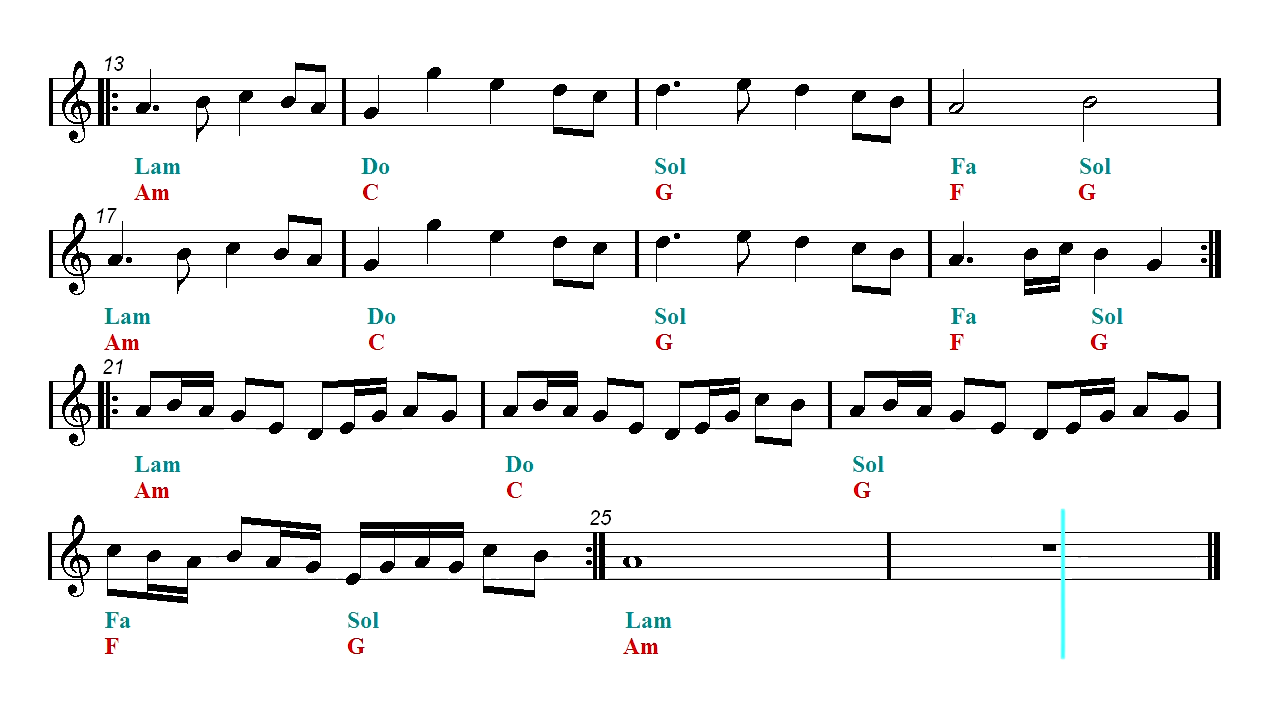 13
Lam Do Sol Fa Sol
Am C G F G
17
Lam Do Sol Fa Sol
Am C G F G
21
Lam Do Sol
Am C G
25
Fa Sol Lam
F G Am